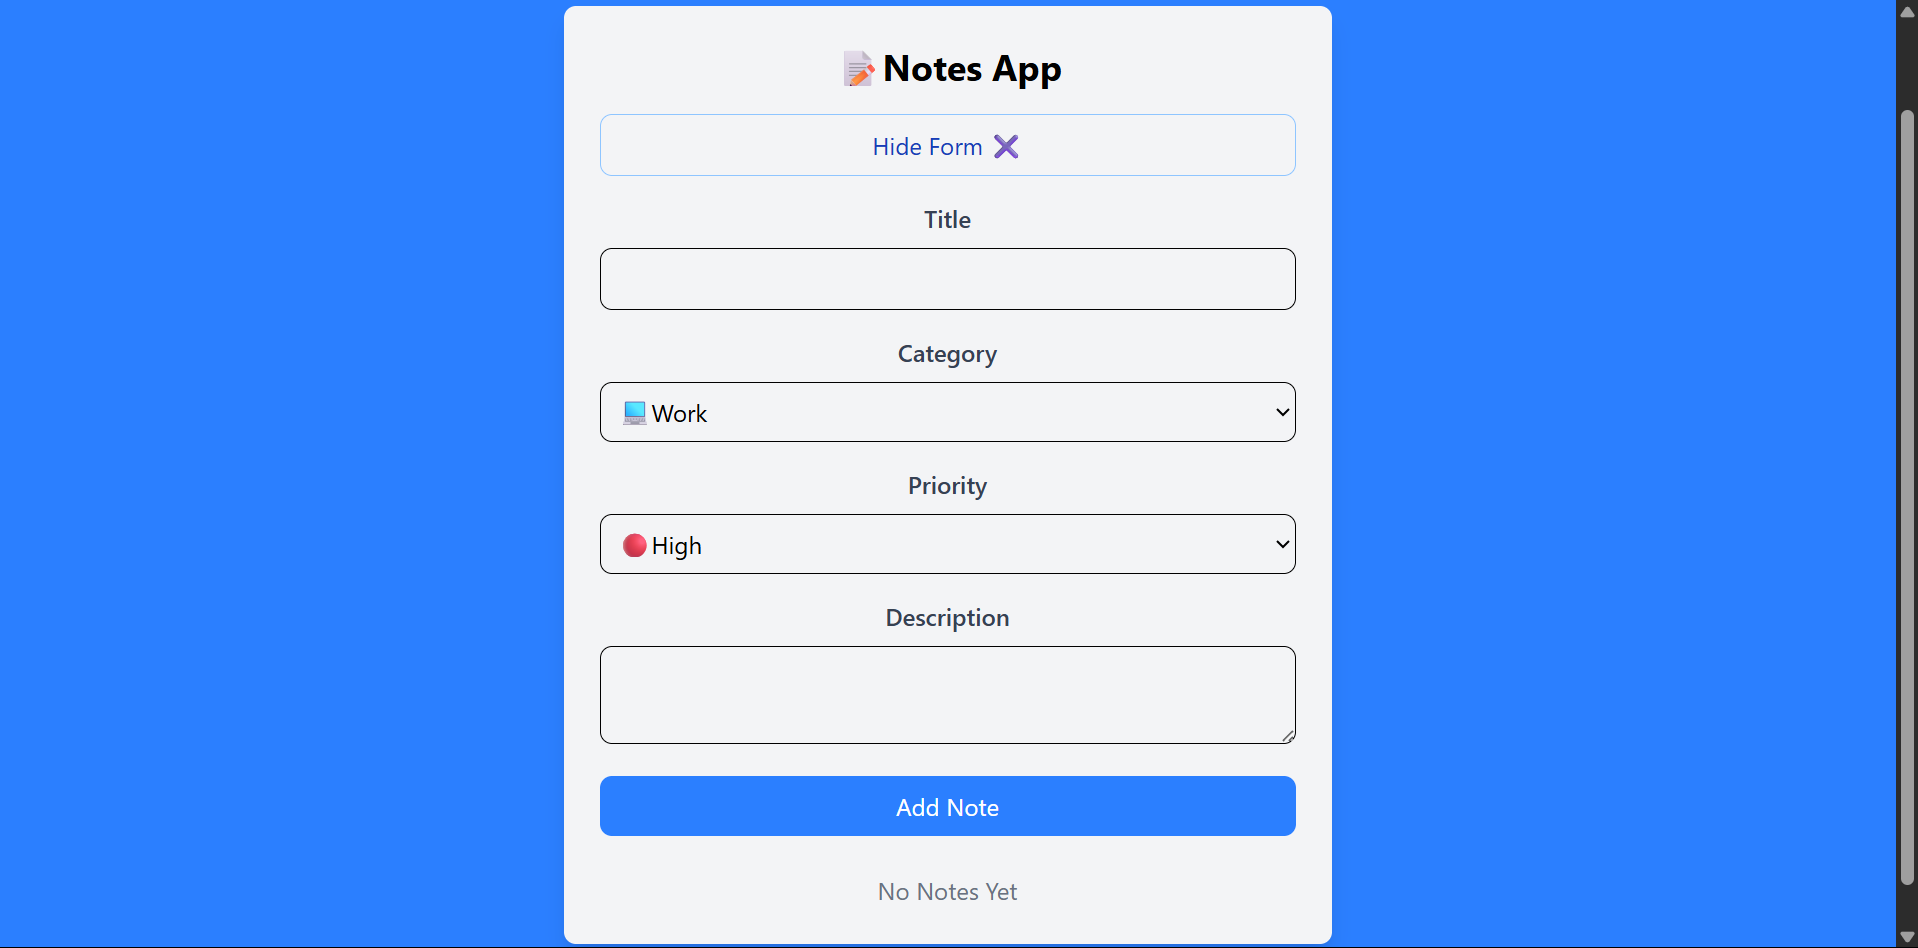 Notes App
Hide Form
Title
Category
Work
Priority
High
Description
Add Note
No Notes Yet